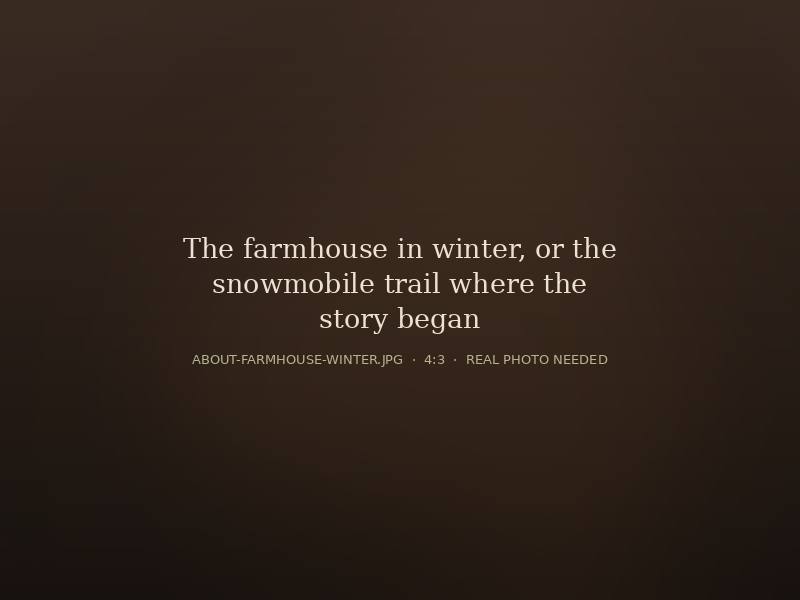 The farmhouse in winter, or the
snowmobile trail where the
story began
ABOUT-FARMHOUSE-WINTER.JPG · 4:3 · REAL PHOTO NEEDED